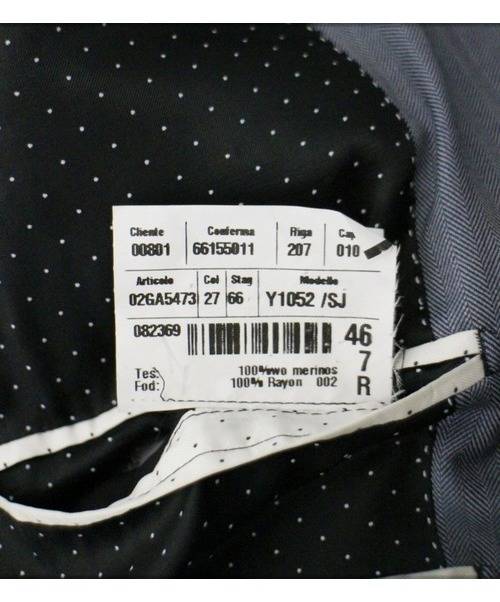 Cliente Conferma Riga Cap.
00801 66155011 207 010
Articolo Col Stag Modello
02GA5473 27 66 Y1052 /SJ
082369 46
7
Tes: 100%wo merinos
Fod: 100% Rayon 002 R